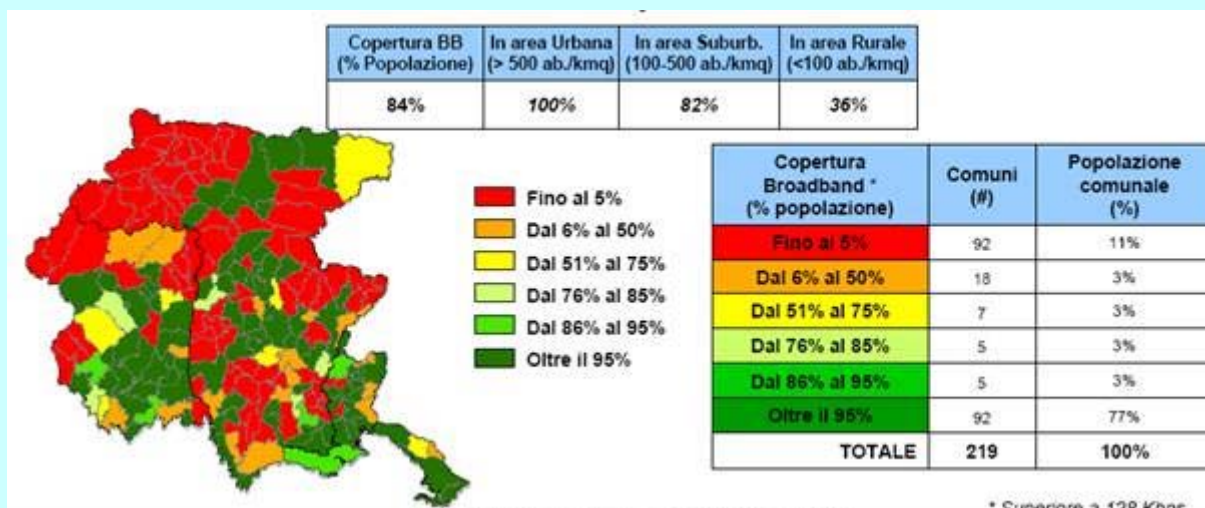 Copertura BB
(% Popolazione)
In area Urbana
(> 500 ab./kmq)
In area Suburb.
(100-500 ab./kmq)
In area Rurale
(<100 ab./kmq)
84%
100%
82%
36%
Fino al 5%
Dal 6% al 50%
Dal 51% al 75%
Dal 76% al 85%
Dal 86% al 95%
Oltre il 95%
Copertura
Broadband *
(% popolazione)
Comuni
(#)
Popolazione
comunale
(%)
Fino al 5% 92 11%
Dal 6% al 50% 18 3%
Dal 51% al 75% 7 3%
Dal 76% al 85% 5 3%
Dal 86% al 95% 5 3%
Oltre il 95% 92 77%
TOTALE 219 100%
* Superiore a 128 Kbps